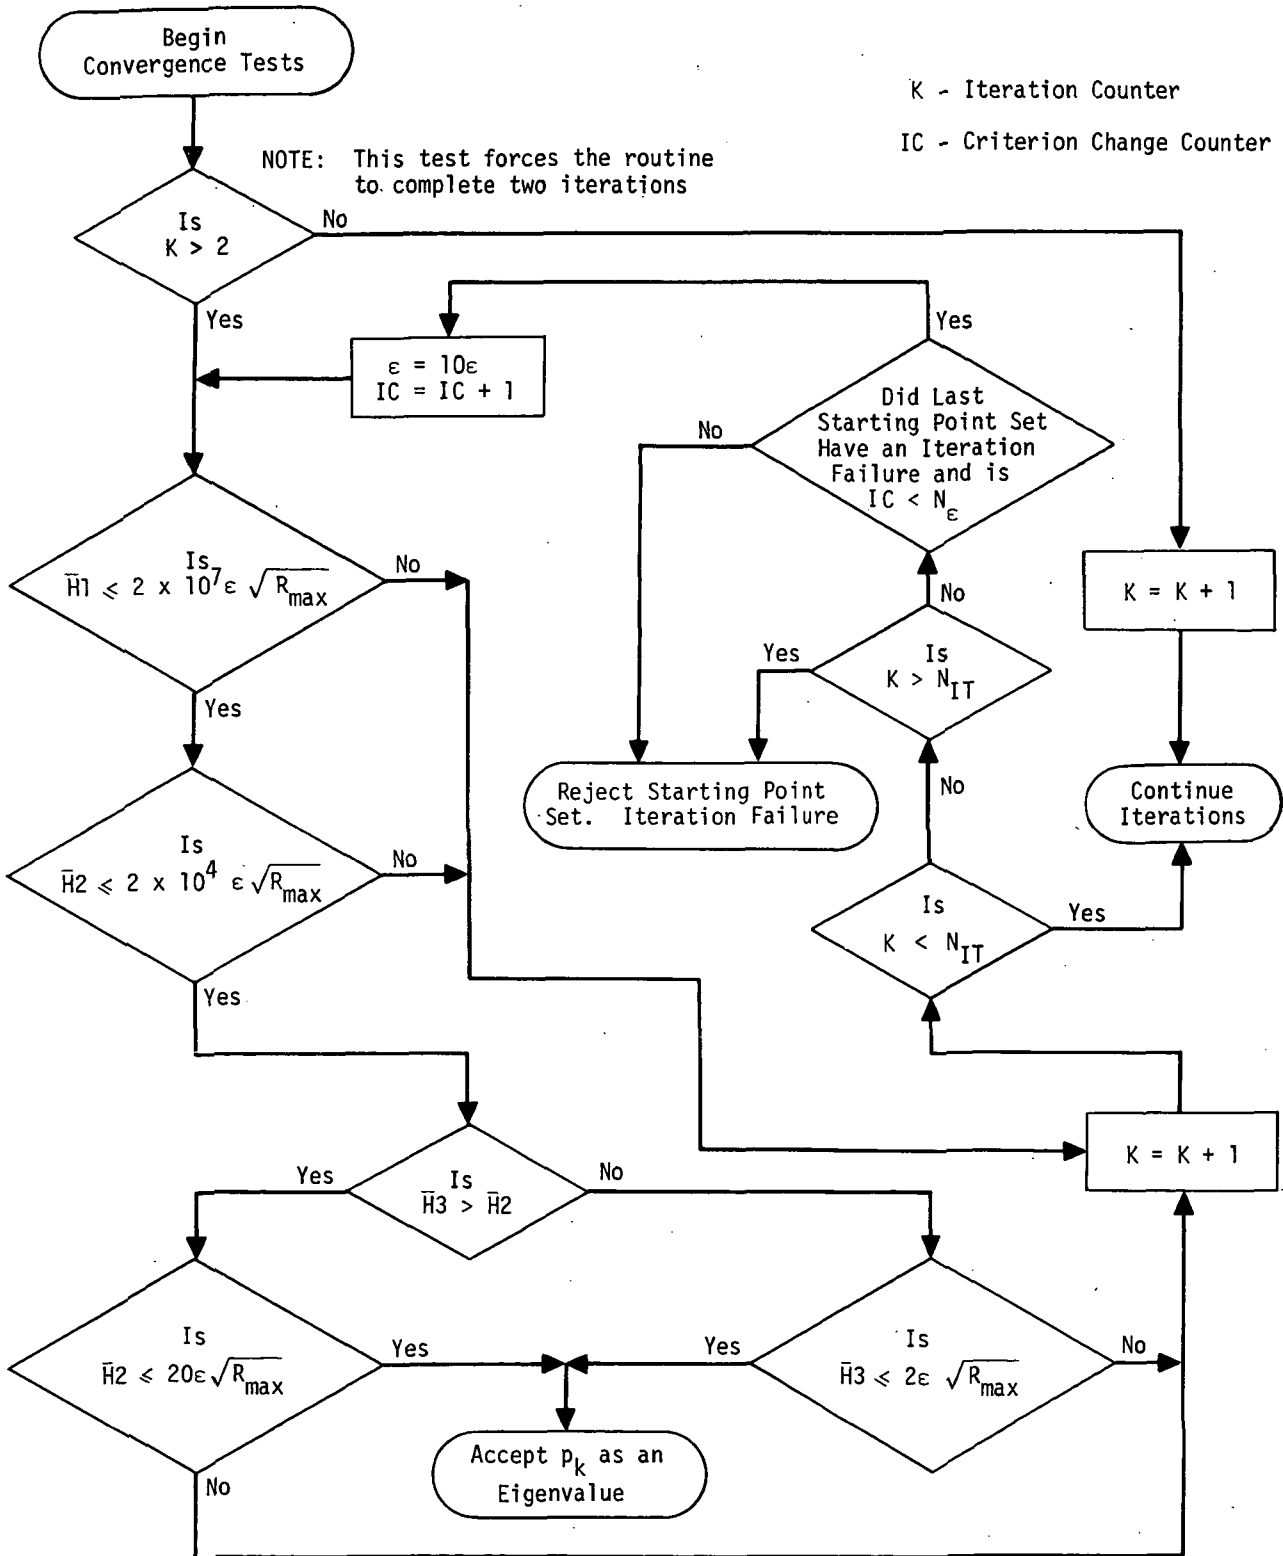 Begin
Convergence Tests
K - Iteration Counter
IC - Criterion Change Counter
NOTE: This test forces the routine
to complete two iterations
Is
K > 2
No
Yes
ε = 10ε
IC = IC + 1
Yes
Did Last
Starting Point Set
Have an Iteration
Failure and is
IC < N_ε
No
Is
H̅1 ⩽ 2 x 10^7 ε √R_max
No
Yes
K = K + 1
No
Is
K > N_IT
Yes
Reject Starting Point
Set. Iteration Failure
No
Continue
Iterations
Is
H̅2 ⩽ 2 x 10^4 ε √R_max
No
Yes
Is
K < N_IT
Yes
K = K + 1
Is
H̅3 > H̅2
Yes
No
Is
H̅2 ⩽ 20ε √R_max
Yes
No
Is
H̅3 ⩽ 2ε √R_max
Yes
No
Accept p_k as an
Eigenvalue